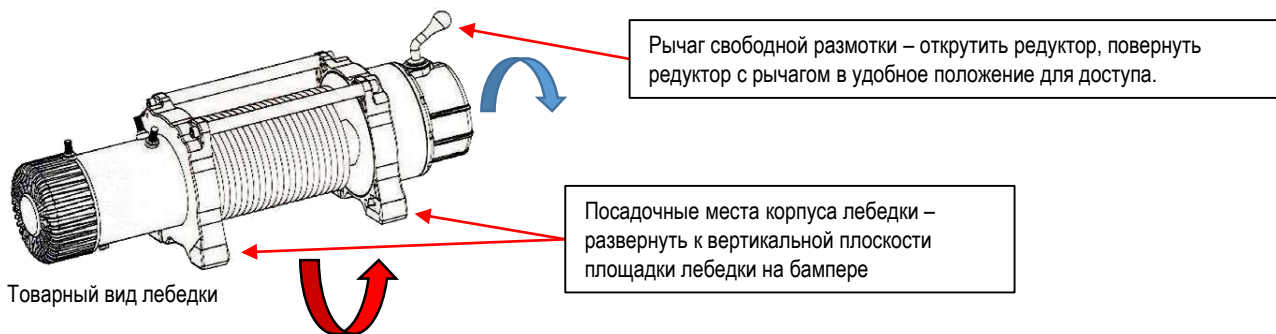 Рычаг свободной размотки – открутить редуктор, повернуть
редуктор с рычагом в удобное положение для доступа.
Посадочные места корпуса лебедки –
развернуть к вертикальной плоскости
площадки лебедки на бампере
Товарный вид лебедки